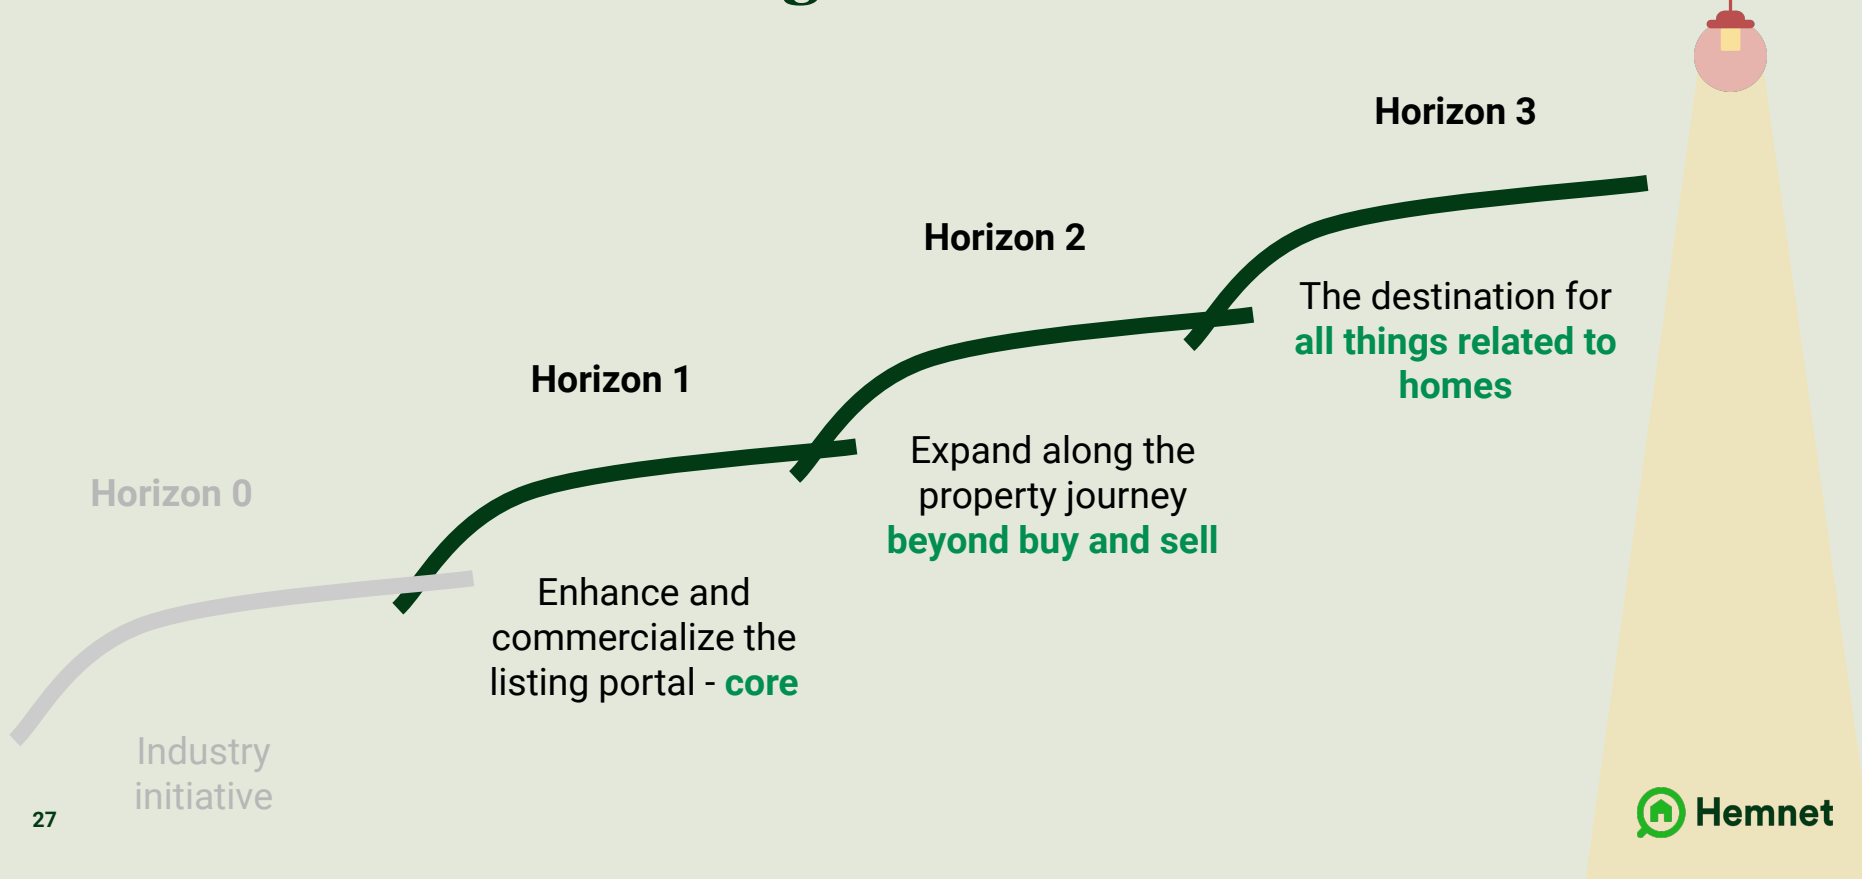 Horizon 3
The destination for
all things related to
homes
Horizon 2
Expand along the
property journey
beyond buy and sell
Horizon 1
Enhance and
commercialize the
listing portal - core
Horizon 0
Industry
initiative
27
Hemnet